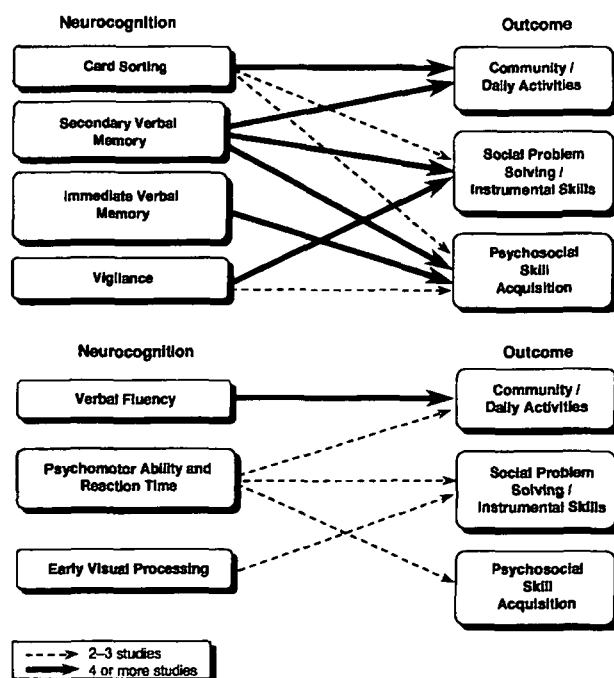 Neurocognition
Outcome
Card Sorting
Community /
Daily Activities
Secondary Verbal
Memory
Social Problem
Solving /
Instrumental Skills
Immediate Verbal
Memory
Psychosocial
Skill
Acquisition
Vigilance
Neurocognition
Outcome
Verbal Fluency
Community /
Daily Activities
Psychomotor Ability and
Reaction Time
Social Problem
Solving /
Instrumental Skills
Early Visual Processing
Psychosocial
Skill
Acquisition
2–3 studies
4 or more studies